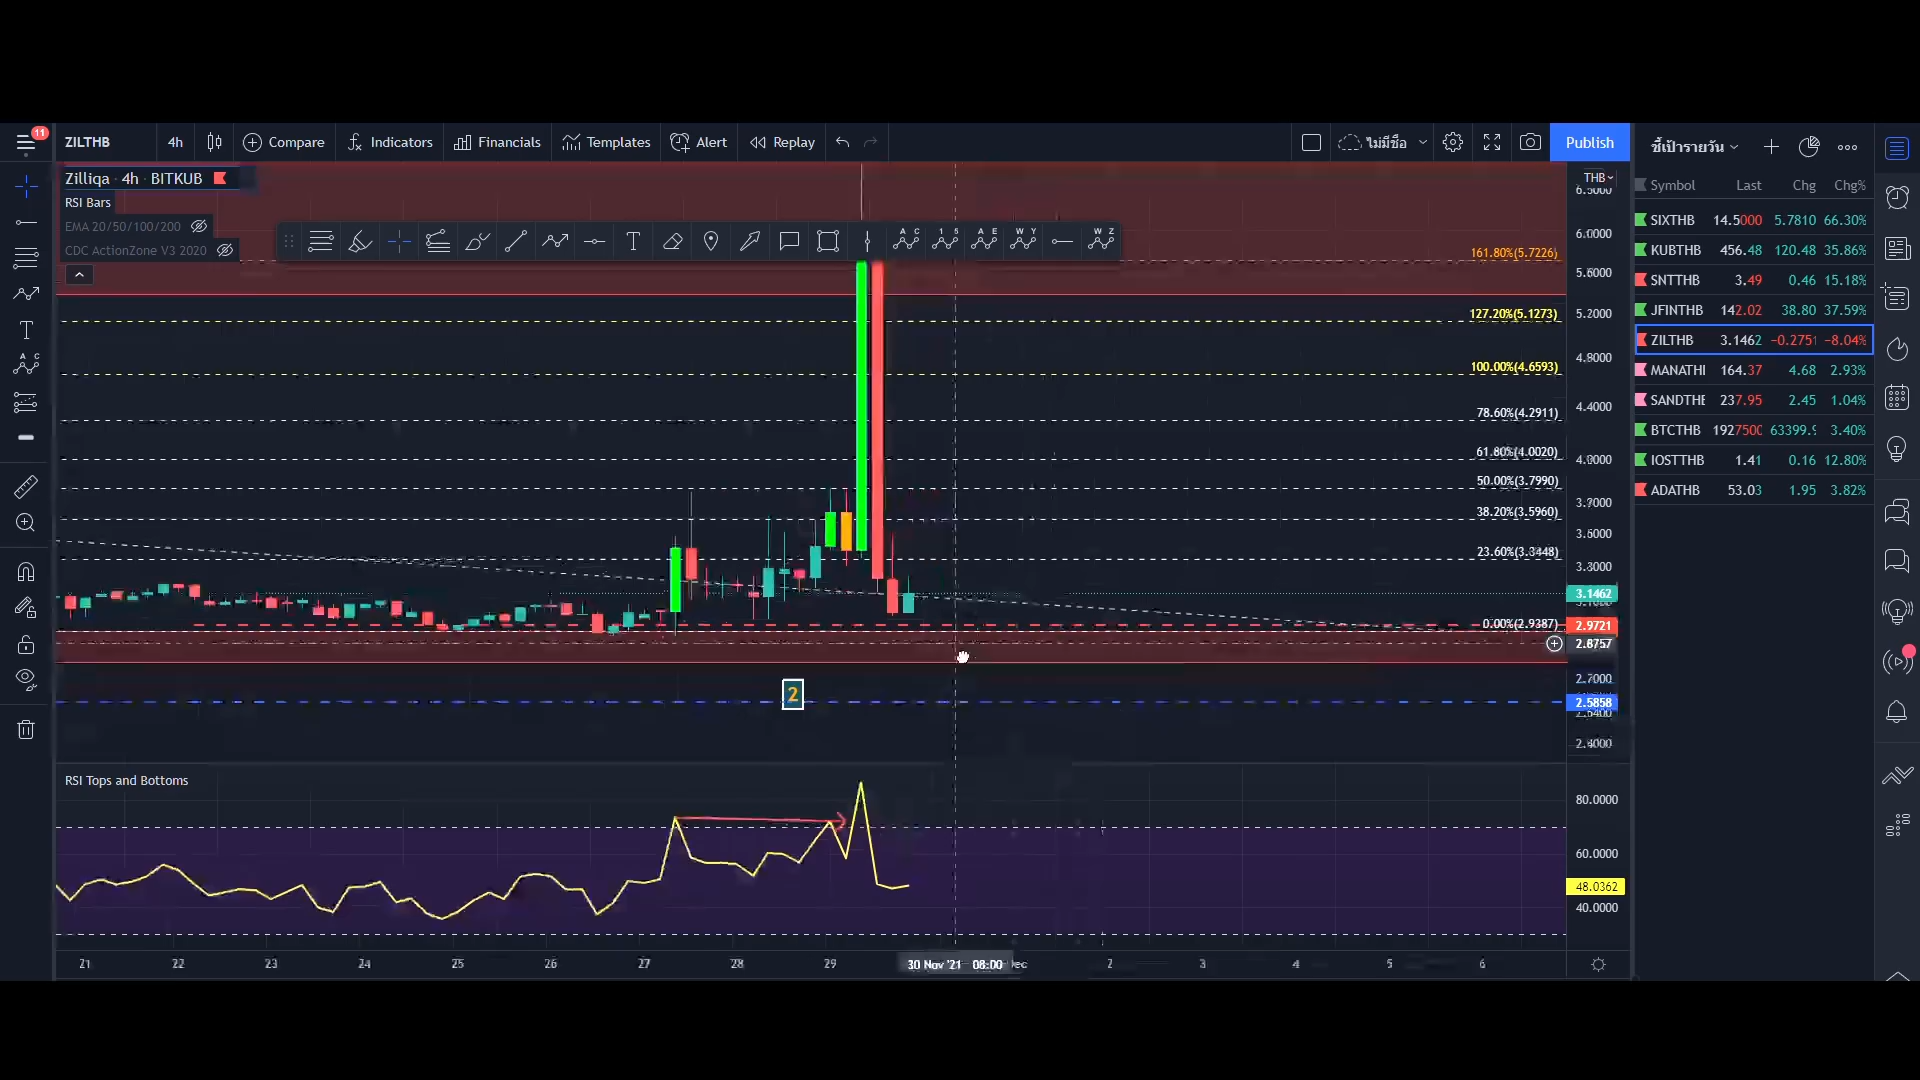 11
ZILTHB
4h
Compare
Indicators
Financials
Templates
Alert
Replay
ไม่มีชื่อ
Publish
ชี้เป้ารายวัน
Zilliqa · 4h · BITKUB
THB
RSI Bars
EMA 20/50/100/200
CDC ActionZone V3 2020
Symbol Last Chg Chg%
SIXTHB 14.5000 5.7810 66.30%
KUBTHB 456.48 120.48 35.86%
SNTTHB 3.49 0.46 15.18%
JFINTHB 142.02 38.80 37.59%
ZILTHB 3.1462 −0.2751 −8.04%
MANATHI 164.37 4.68 2.93%
SANDTHE 237.95 2.45 1.04%
BTCTHB 1927500 63399.9 3.40%
IOSTTHB 1.41 0.16 12.80%
ADATHB 53.03 1.95 3.82%
6.5000
6.0000
161.80%(5.7226)
5.6000
127.20%(5.1273)
5.2000
4.8000
100.00%(4.6593)
4.4000
78.60%(4.2911)
61.80%(4.0020)
4.0000
50.00%(3.7990)
3.9000
38.20%(3.5960)
3.6000
23.60%(3.3448)
3.3000
3.1462
0.00%(2.9387)
2.9721
2.8757
2.7000
2
2.5858
2.4000
RSI Tops and Bottoms
80.0000
60.0000
48.0362
40.0000
21 22 23 24 25 26 27 28 29 30 Nov '21 08:00 2 3 4 5 6